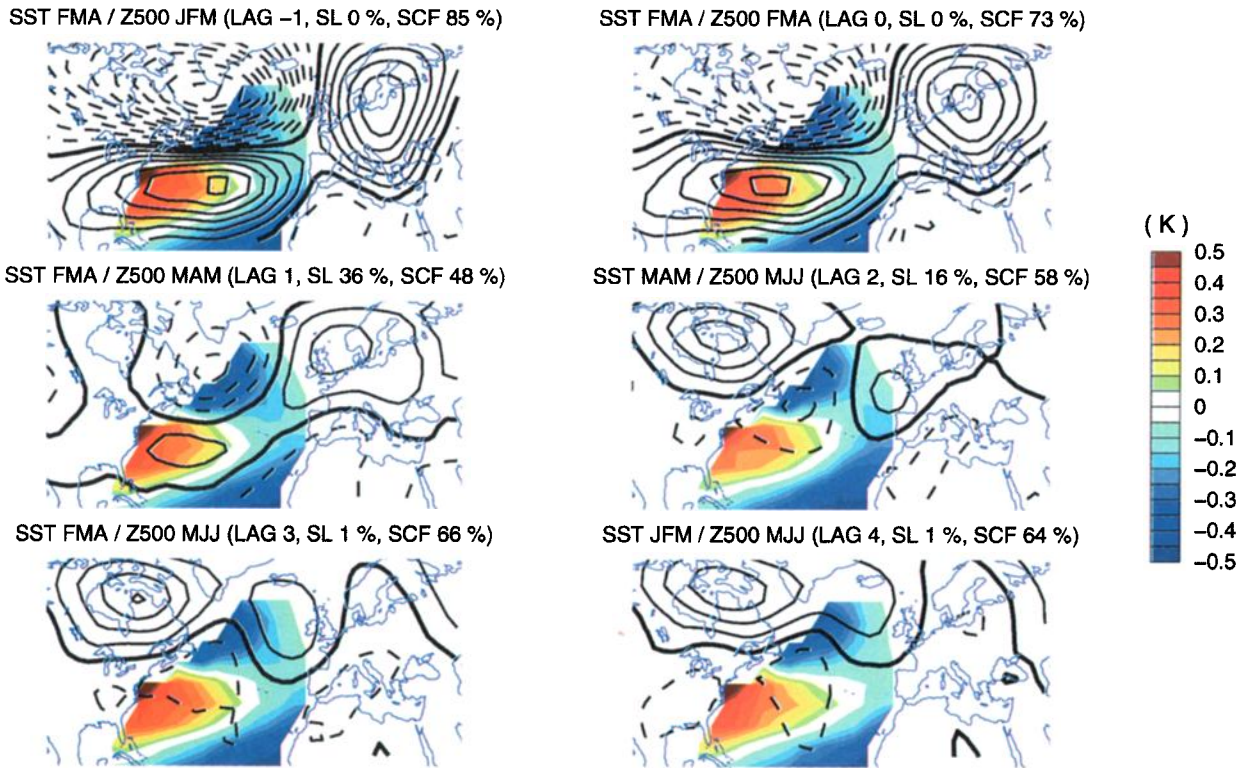 SST FMA / Z500 JFM (LAG −1, SL 0 %, SCF 85 %)
SST FMA / Z500 FMA (LAG 0, SL 0 %, SCF 73 %)
SST FMA / Z500 MAM (LAG 1, SL 36 %, SCF 48 %)
SST MAM / Z500 MJJ (LAG 2, SL 16 %, SCF 58 %)
SST FMA / Z500 MJJ (LAG 3, SL 1 %, SCF 66 %)
SST JFM / Z500 MJJ (LAG 4, SL 1 %, SCF 64 %)
( K )
0.5
0.4
0.3
0.2
0.1
0
−0.1
−0.2
−0.3
−0.4
−0.5